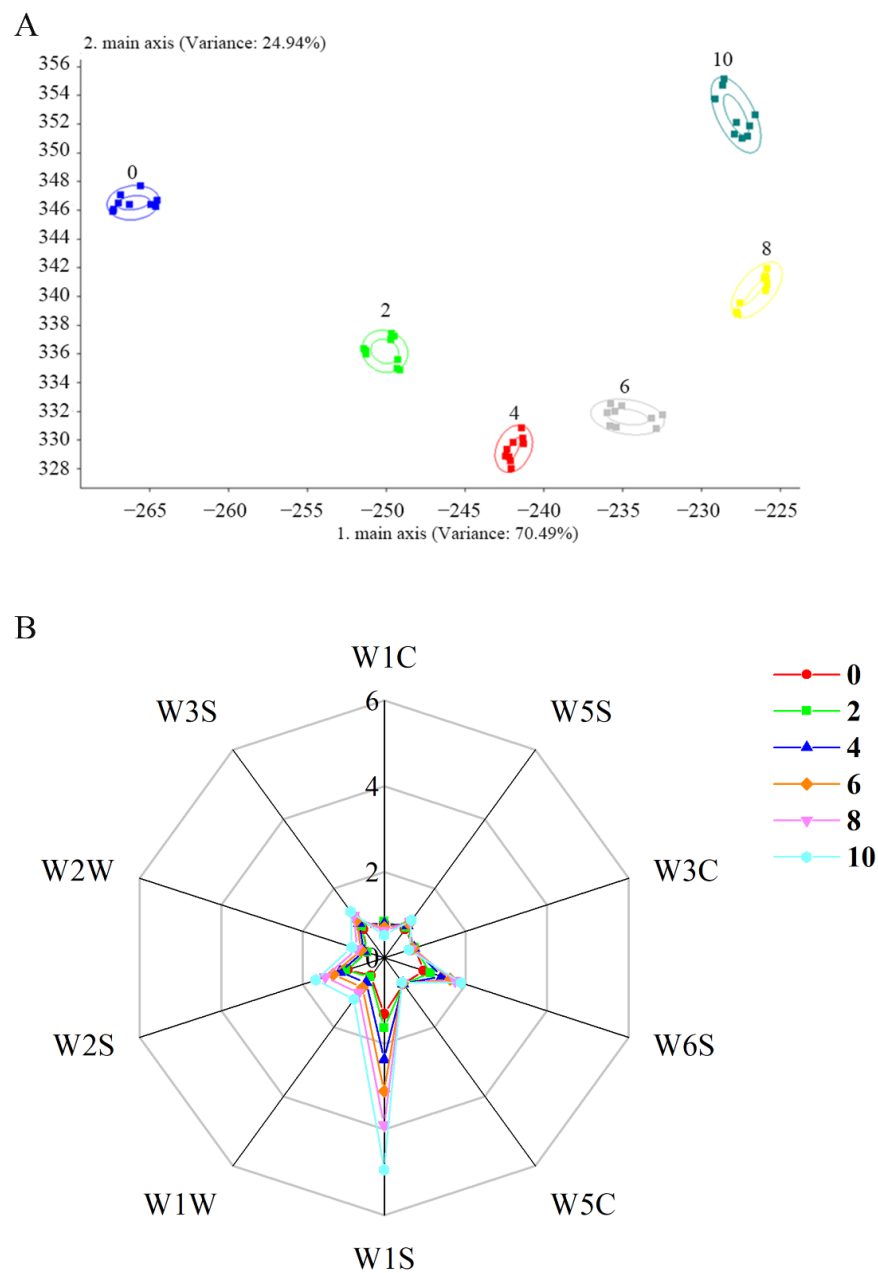 A
2. main axis (Variance: 24.94%)
356
354
352
350
348
346
344
342
340
338
336
334
332
330
328
0
2
4
6
8
10
−265 −260 −255 −250 −245 −240 −235 −230 −225
1. main axis (Variance: 70.49%)
B
W1C
W5S
W3C
W6S
W5C
W1S
W1W
W2S
W2W
W3S
6
4
2
0
0
2
4
6
8
10